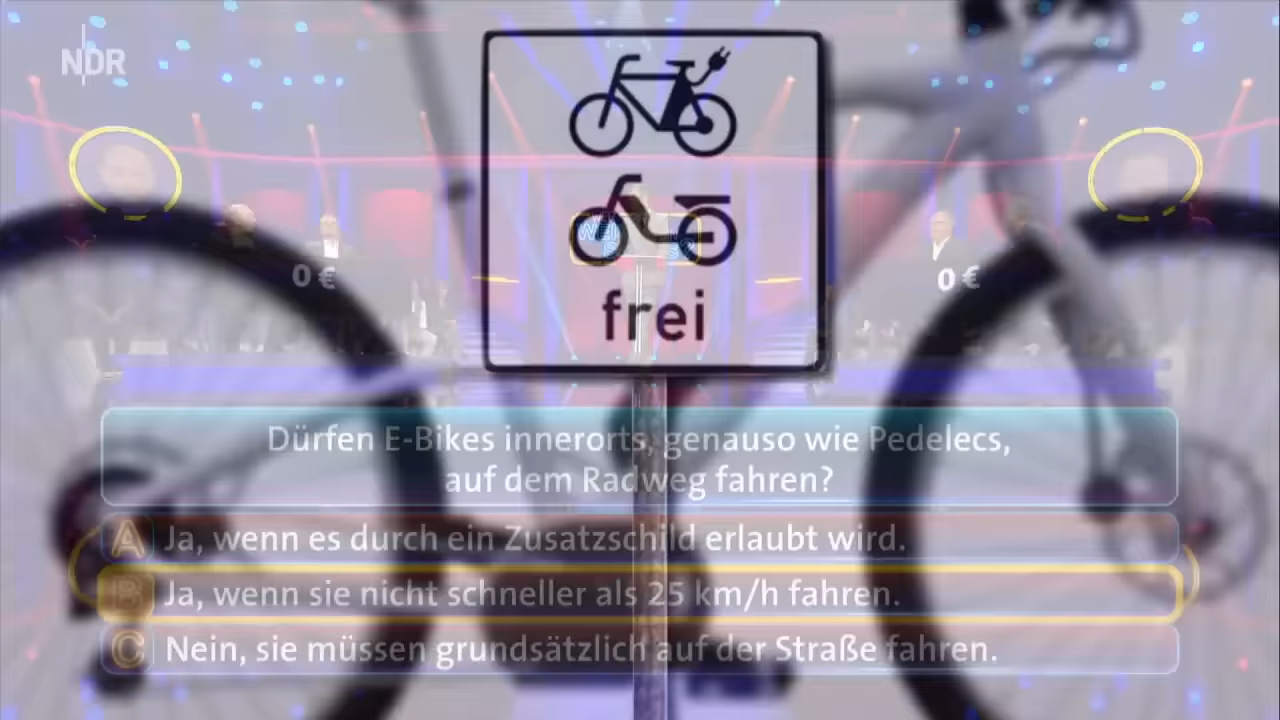 NDR
frei
0 €
0 €
Dürfen E-Bikes innerorts, genauso wie Pedelecs,
auf dem Radweg fahren?
A Ja, wenn es durch ein Zusatzschild erlaubt wird.
B Ja, wenn sie nicht schneller als 25 km/h fahren.
C Nein, sie müssen grundsätzlich auf der Straße fahren.